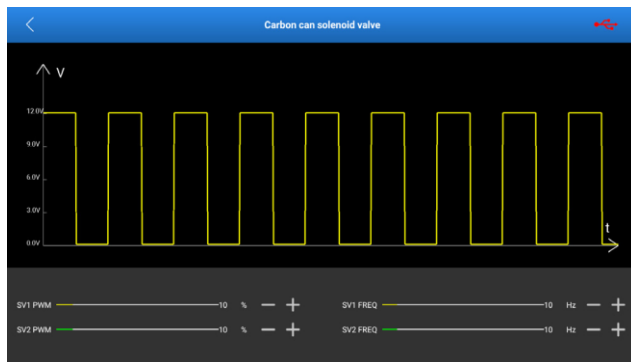 Carbon can solenoid valve
V
12.0V
9.0V
6.0V
3.0V
0.0V
t
SV1 PWM 10 % SV1 FREQ 10 Hz
SV2 PWM 10 % SV2 FREQ 10 Hz